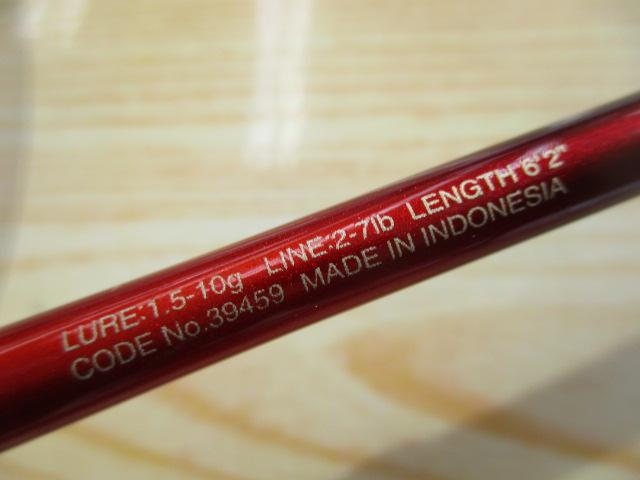 LURE:1.5-10g LINE:2-7lb LENGTH 6'2"
CODE No.39459 MADE IN INDONESIA